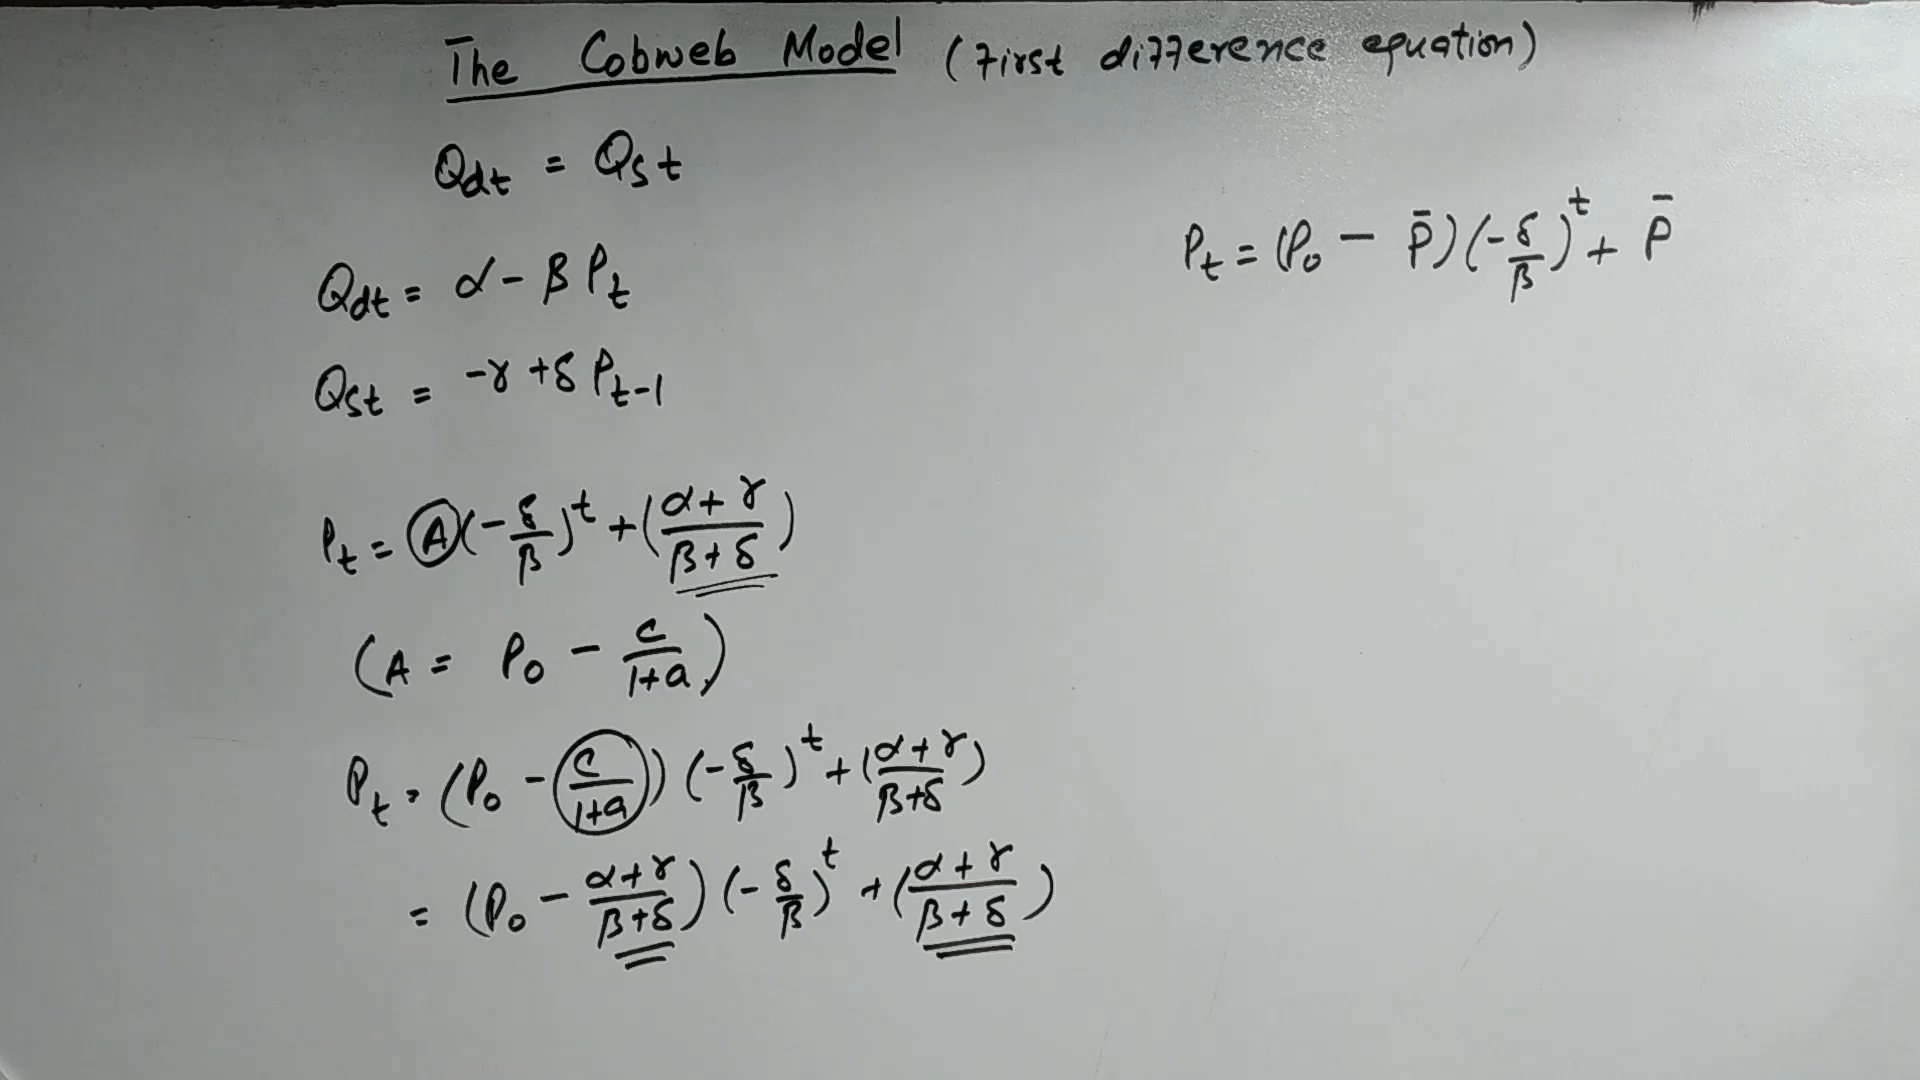 The Cobweb Model (First difference equation)
Qdt = Qst
Qdt = α - β Pt
Qst = -γ + δ Pt-1
Pt = A(-δ/β)^t + (α+γ/β+δ)
(A = P0 - c/1+a)
Pt = (P0 - (c/1+a)) (-δ/β)^t + (α+γ/β+δ)
= (P0 - α+γ/β+δ) (-δ/β)^t + (α+γ/β+δ)
Pt = (P0 - P̄)(-δ/β)^t + P̄